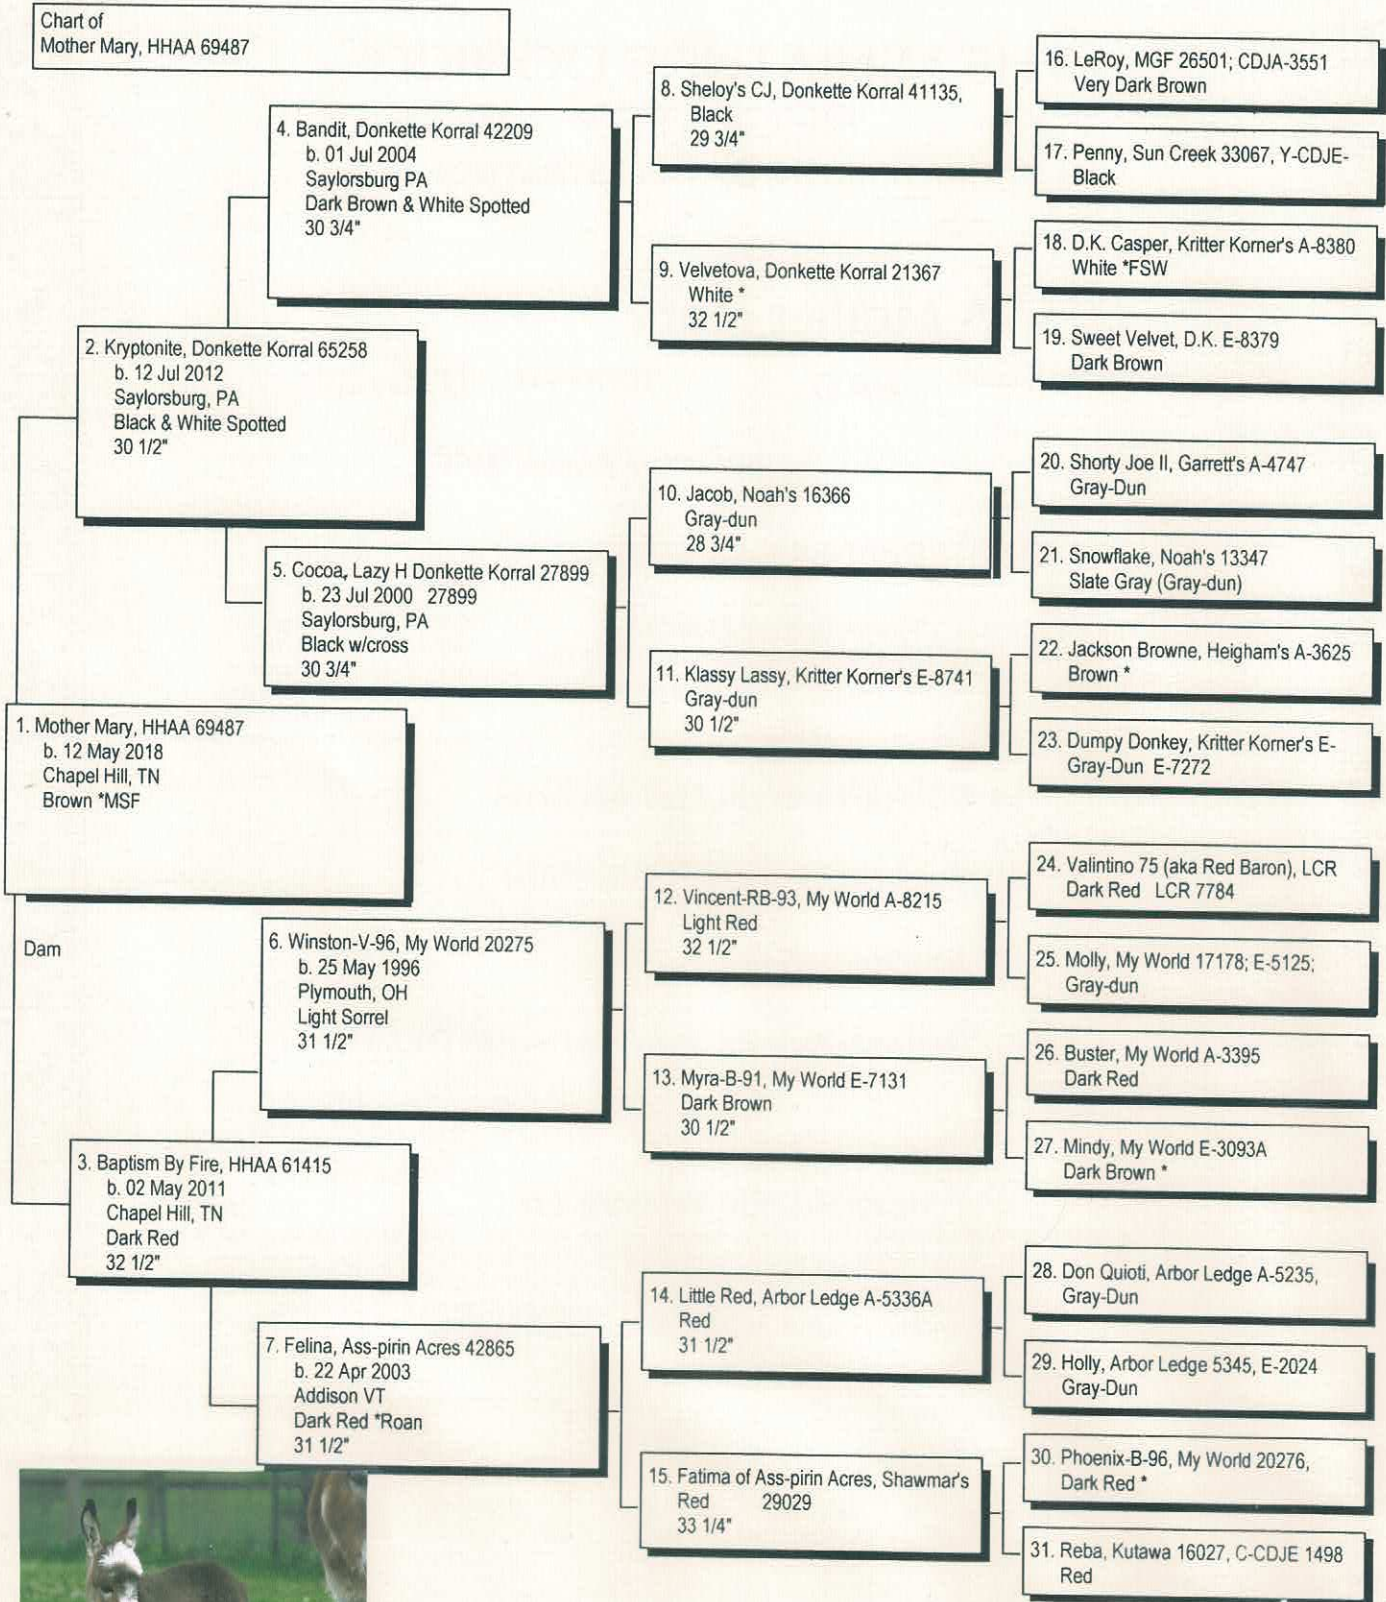 Chart of
Mother Mary, HHAA 69487
1. Mother Mary, HHAA 69487
b. 12 May 2018
Chapel Hill, TN
Brown *MSF
Dam
2. Kryptonite, Donkette Korral 65258
b. 12 Jul 2012
Saylorsburg, PA
Black & White Spotted
30 1/2"
3. Baptism By Fire, HHAA 61415
b. 02 May 2011
Chapel Hill, TN
Dark Red
32 1/2"
4. Bandit, Donkette Korral 42209
b. 01 Jul 2004
Saylorsburg PA
Dark Brown & White Spotted
30 3/4"
5. Cocoa, Lazy H Donkette Korral 27899
b. 23 Jul 2000 27899
Saylorsburg, PA
Black w/cross
30 3/4"
6. Winston-V-96, My World 20275
b. 25 May 1996
Plymouth, OH
Light Sorrel
31 1/2"
7. Felina, Ass-pirin Acres 42865
b. 22 Apr 2003
Addison VT
Dark Red *Roan
31 1/2"
8. Sheloy's CJ, Donkette Korral 41135,
Black
29 3/4"
9. Velvetova, Donkette Korral 21367
White *
32 1/2"
10. Jacob, Noah's 16366
Gray-dun
28 3/4"
11. Klassy Lassy, Kritter Korner's E-8741
Gray-dun
30 1/2"
12. Vincent-RB-93, My World A-8215
Light Red
32 1/2"
13. Myra-B-91, My World E-7131
Dark Brown
30 1/2"
14. Little Red, Arbor Ledge A-5336A
Red
31 1/2"
15. Fatima of Ass-pirin Acres, Shawmar's
Red 29029
33 1/4"
16. LeRoy, MGF 26501; CDJA-3551
Very Dark Brown
17. Penny, Sun Creek 33067, Y-CDJE-
Black
18. D.K. Casper, Kritter Korner's A-8380
White *FSW
19. Sweet Velvet, D.K. E-8379
Dark Brown
20. Shorty Joe II, Garrett's A-4747
Gray-Dun
21. Snowflake, Noah's 13347
Slate Gray (Gray-dun)
22. Jackson Browne, Heigham's A-3625
Brown *
23. Dumpy Donkey, Kritter Korner's E-
Gray-Dun E-7272
24. Valintino 75 (aka Red Baron), LCR
Dark Red LCR 7784
25. Molly, My World 17178; E-5125;
Gray-dun
26. Buster, My World A-3395
Dark Red
27. Mindy, My World E-3093A
Dark Brown *
28. Don Quioti, Arbor Ledge A-5235,
Gray-Dun
29. Holly, Arbor Ledge 5345, E-2024
Gray-Dun
30. Phoenix-B-96, My World 20276,
Dark Red *
31. Reba, Kutawa 16027, C-CDJE 1498
Red